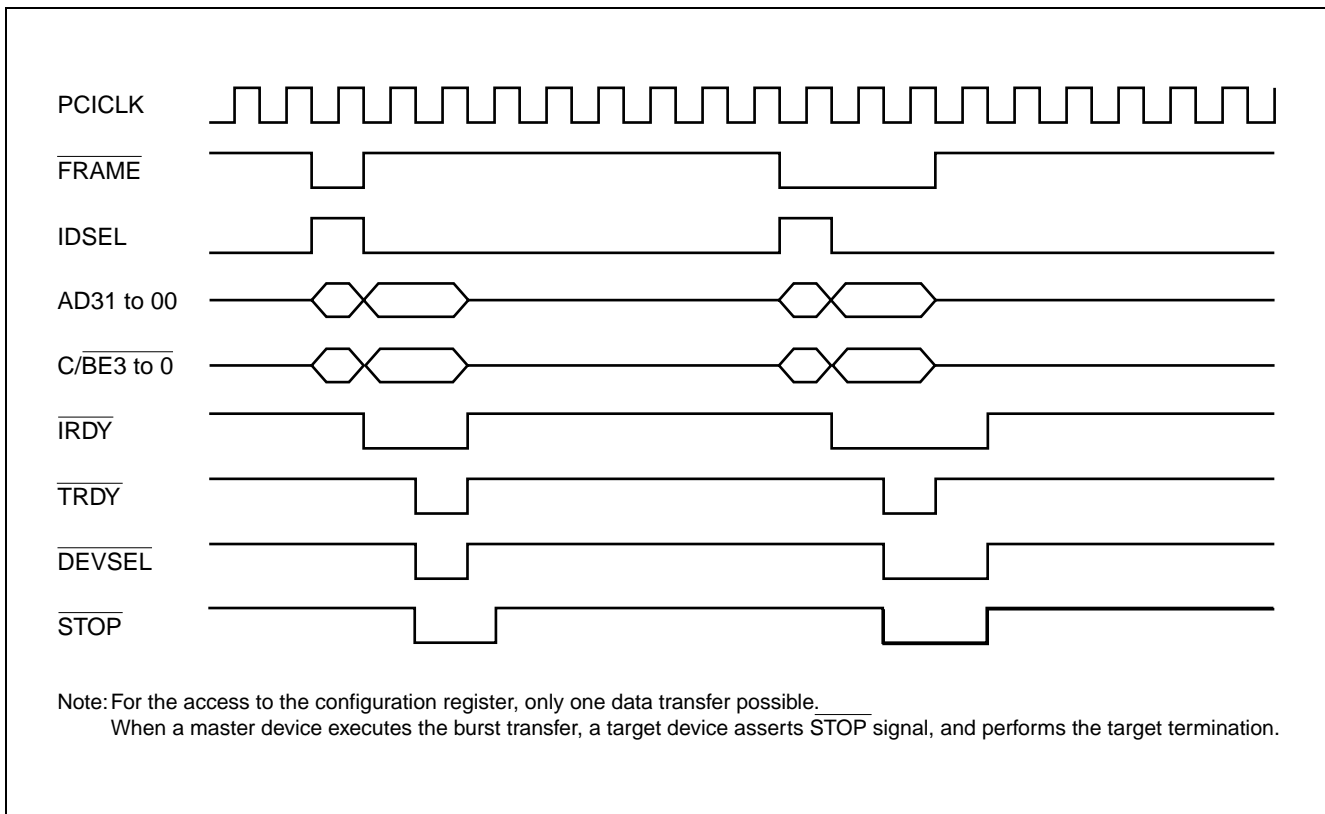 PCICLK
FRAME
IDSEL
AD31 to 00
C/BE3 to 0
IRDY
TRDY
DEVSEL
STOP
Note: For the access to the configuration register, only one data transfer possible.
When a master device executes the burst transfer, a target device asserts STOP signal, and performs the target termination.